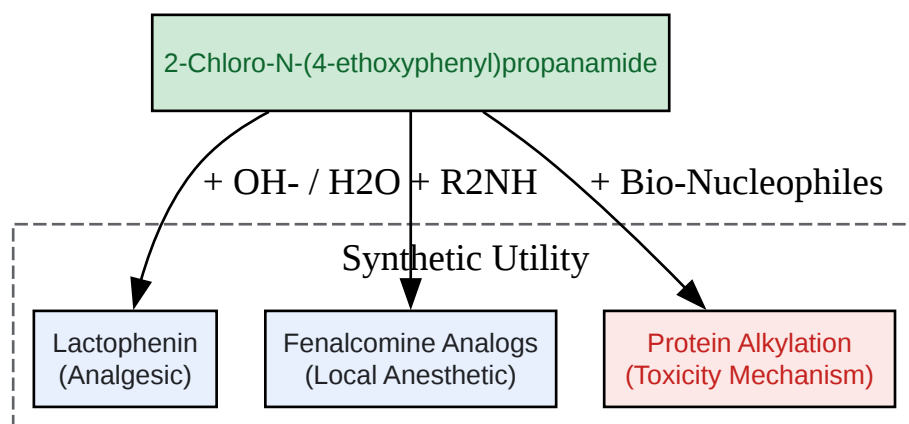 2-Chloro-N-(4-ethoxyphenyl)propanamide
+ OH- / H2O
+ R2NH
+ Bio-Nucleophiles
Synthetic Utility
Lactophenin
(Analgesic)
Fenalcomine Analogs
(Local Anesthetic)
Protein Alkylation
(Toxicity Mechanism)